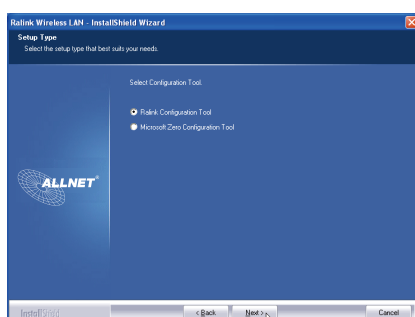 Ralink Wireless LAN - InstallShield Wizard
Setup Type
Select the setup type that best suits your needs.
Select Configuration Tool.
Ralink Configuration Tool
Microsoft Zero Configuration Tool
ALLNET®
InstallShield
< Back
Next >
Cancel